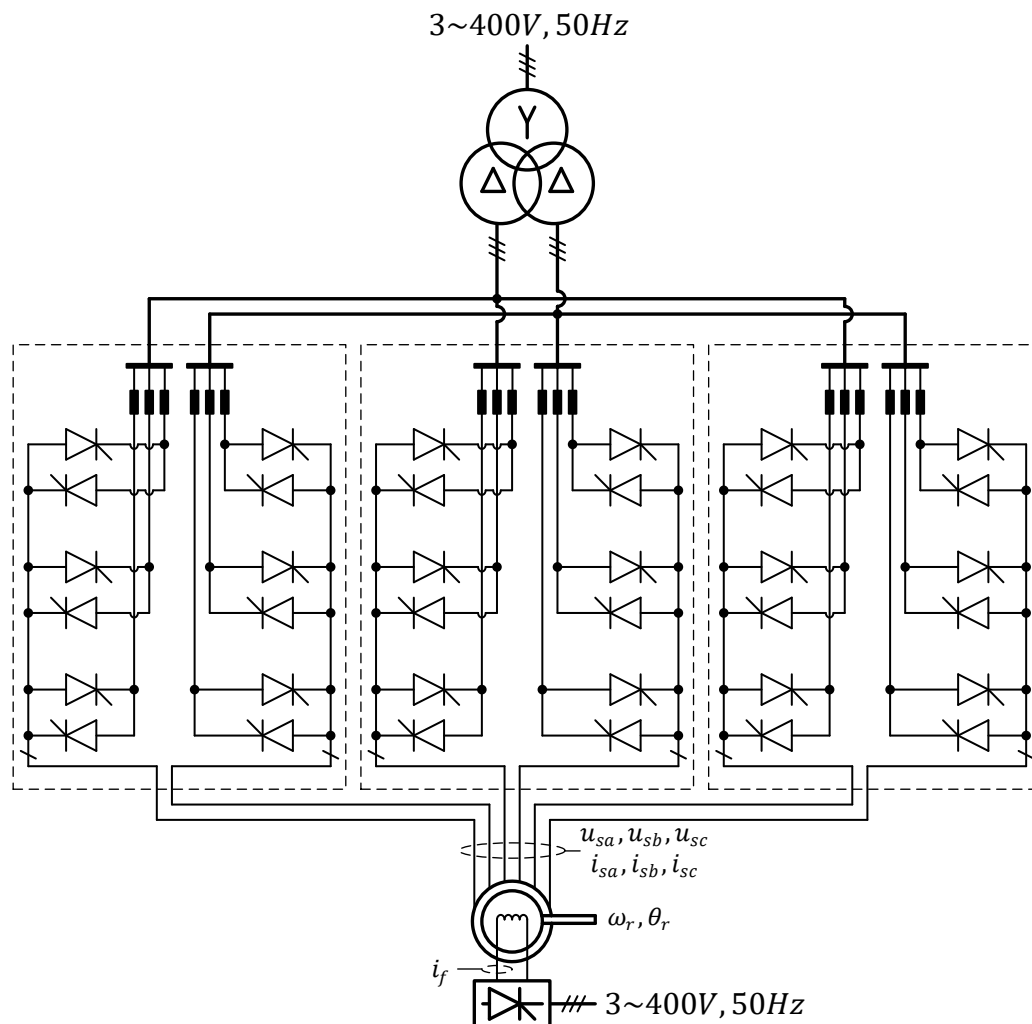 3~400V, 50Hz
Y
Δ Δ
u_sa, u_sb, u_sc
i_sa, i_sb, i_sc
ω_r, θ_r
i_f
3~400V, 50Hz